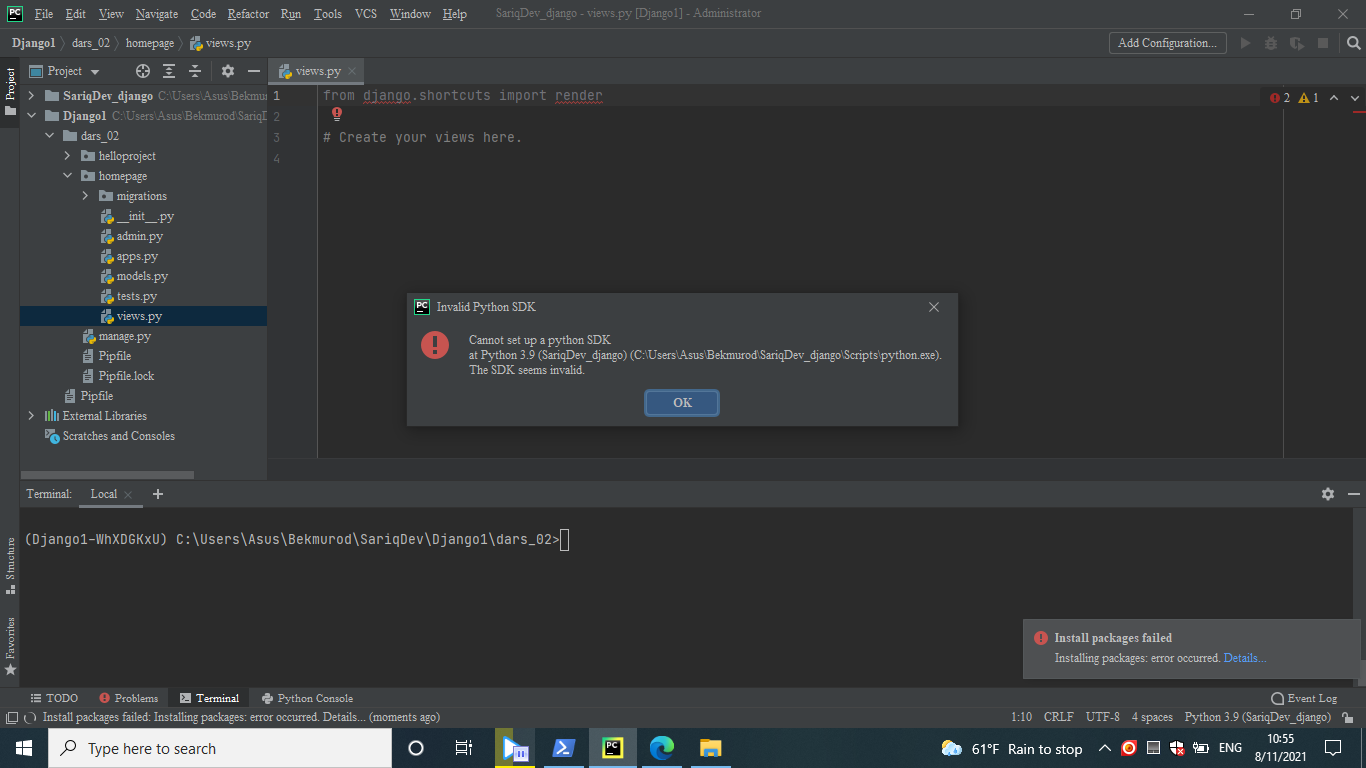 PC File Edit View Navigate Code Refactor Run Tools VCS Window Help SariqDev_django - views.py [Django1] - Administrator
Django1 dars_02 homepage views.py Add Configuration...
Project
Project views.py
SariqDev_django C:\Users\Asus\Bekmu
Django1 C:\Users\Asus\Bekmurod\SariqD
dars_02
helloproject
homepage
migrations
__init__.py
admin.py
apps.py
models.py
tests.py
views.py
manage.py
Pipfile
Pipfile.lock
Pipfile
External Libraries
Scratches and Consoles
1 from django.shortcuts import render
2
3 # Create your views here.
4
2 1
PC Invalid Python SDK
Cannot set up a python SDK
at Python 3.9 (SariqDev_django) (C:\Users\Asus\Bekmurod\SariqDev_django\Scripts\python.exe).
The SDK seems invalid.
OK
Terminal: Local +
(Django1-WhXDGKxU) C:\Users\Asus\Bekmurod\SariqDev\Django1\dars_02>
Structure
Favorites
Install packages failed
Installing packages: error occurred. Details...
TODO Problems Terminal Python Console Event Log
Install packages failed: Installing packages: error occurred. Details... (moments ago) 1:10 CRLF UTF-8 4 spaces Python 3.9 (SariqDev_django)
Type here to search PC 61°F Rain to stop ENG 10:55
8/11/2021